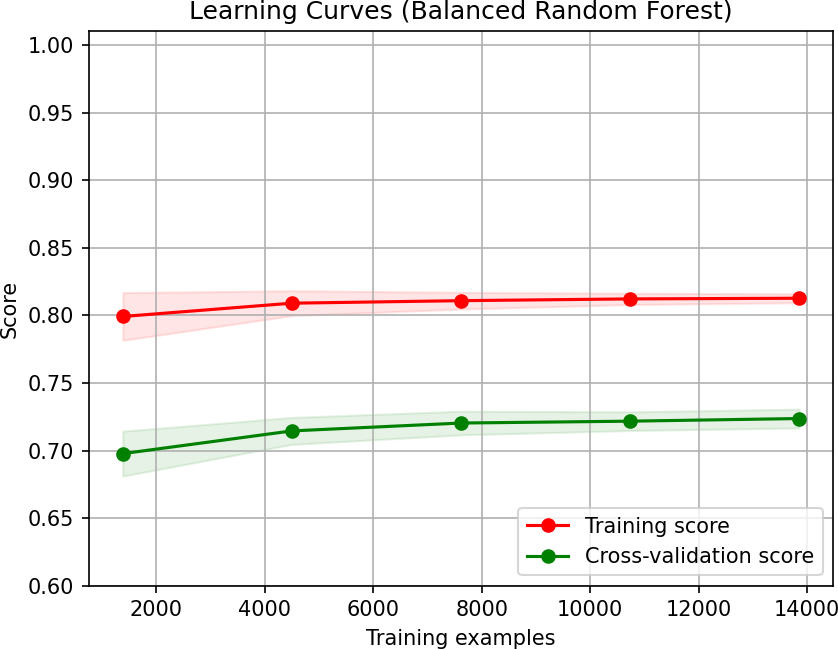 Learning Curves (Balanced Random Forest)
1.00
0.95
0.90
0.85
0.80
0.75
0.70
0.65
0.60
Score
Training score
Cross-validation score
2000 4000 6000 8000 10000 12000 14000
Training examples